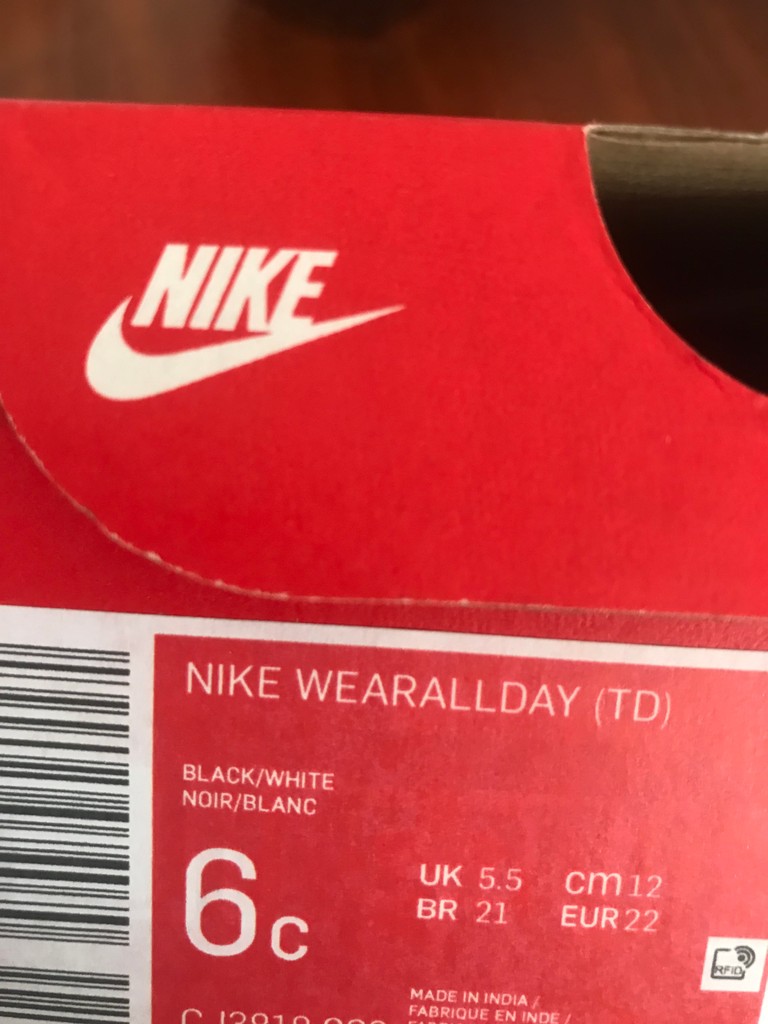 NIKE
NIKE WEARALLDAY (TD)
BLACK/WHITE
NOIR/BLANC
6c
UK 5.5 cm 12
BR 21 EUR 22
RFID
MADE IN INDIA /
FABRIQUE EN INDE /